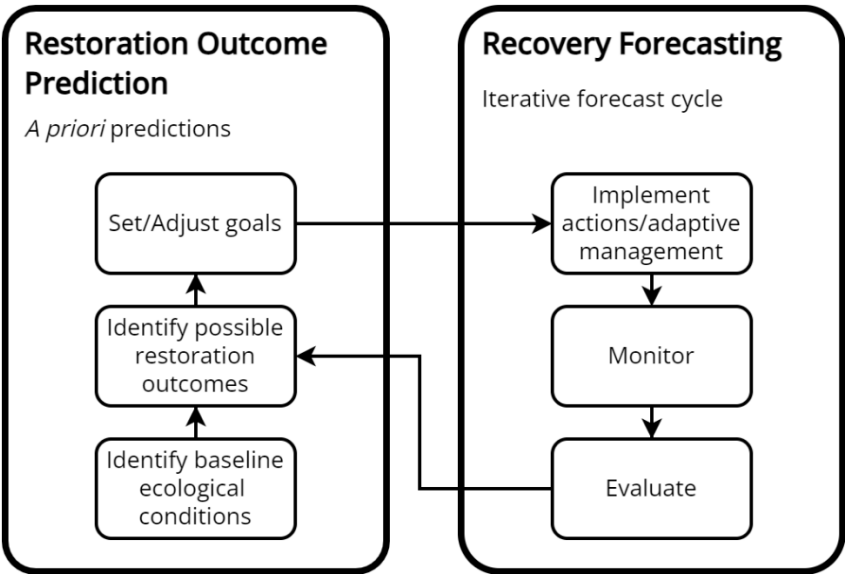 Restoration Outcome
Prediction
A priori predictions
Set/Adjust goals
Identify possible
restoration
outcomes
Identify baseline
ecological
conditions
Recovery Forecasting
Iterative forecast cycle
Implement
actions/adaptive
management
Monitor
Evaluate